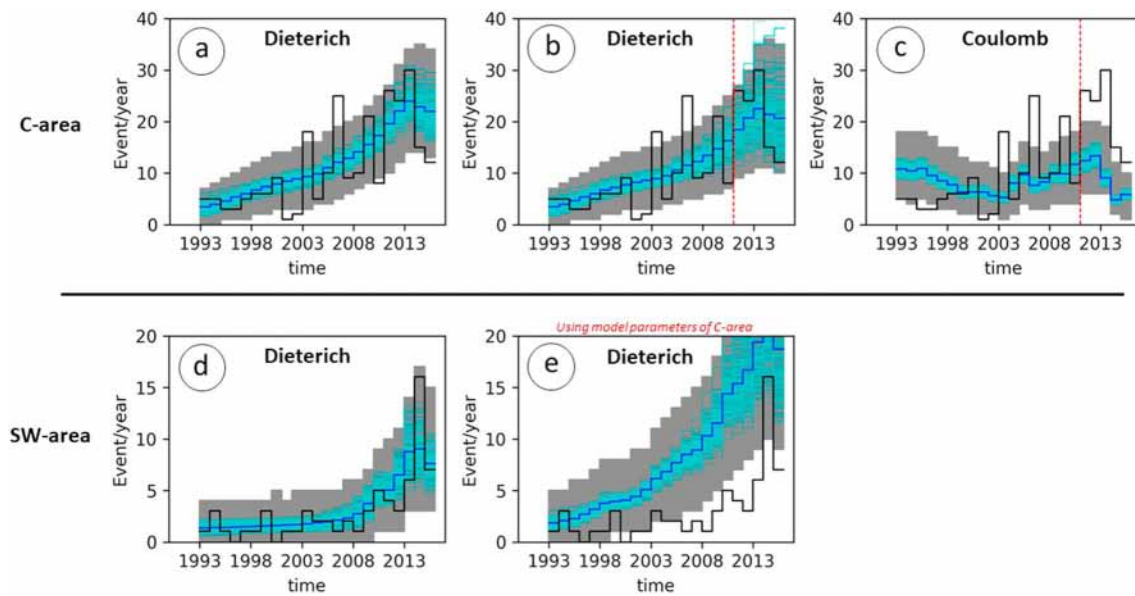 a
Dieterich
40
30
20
10
0
Event/year
1993 1998 2003 2008 2013
time
b
Dieterich
40
30
20
10
0
Event/year
1993 1998 2003 2008 2013
time
c
Coulomb
40
30
20
10
0
Event/year
1993 1998 2003 2008 2013
time
C-area
d
Dieterich
20
15
10
5
0
Event/year
1993 1998 2003 2008 2013
time
Using model parameters of C-area
e
Dieterich
20
15
10
5
0
Event/year
1993 1998 2003 2008 2013
time
SW-area